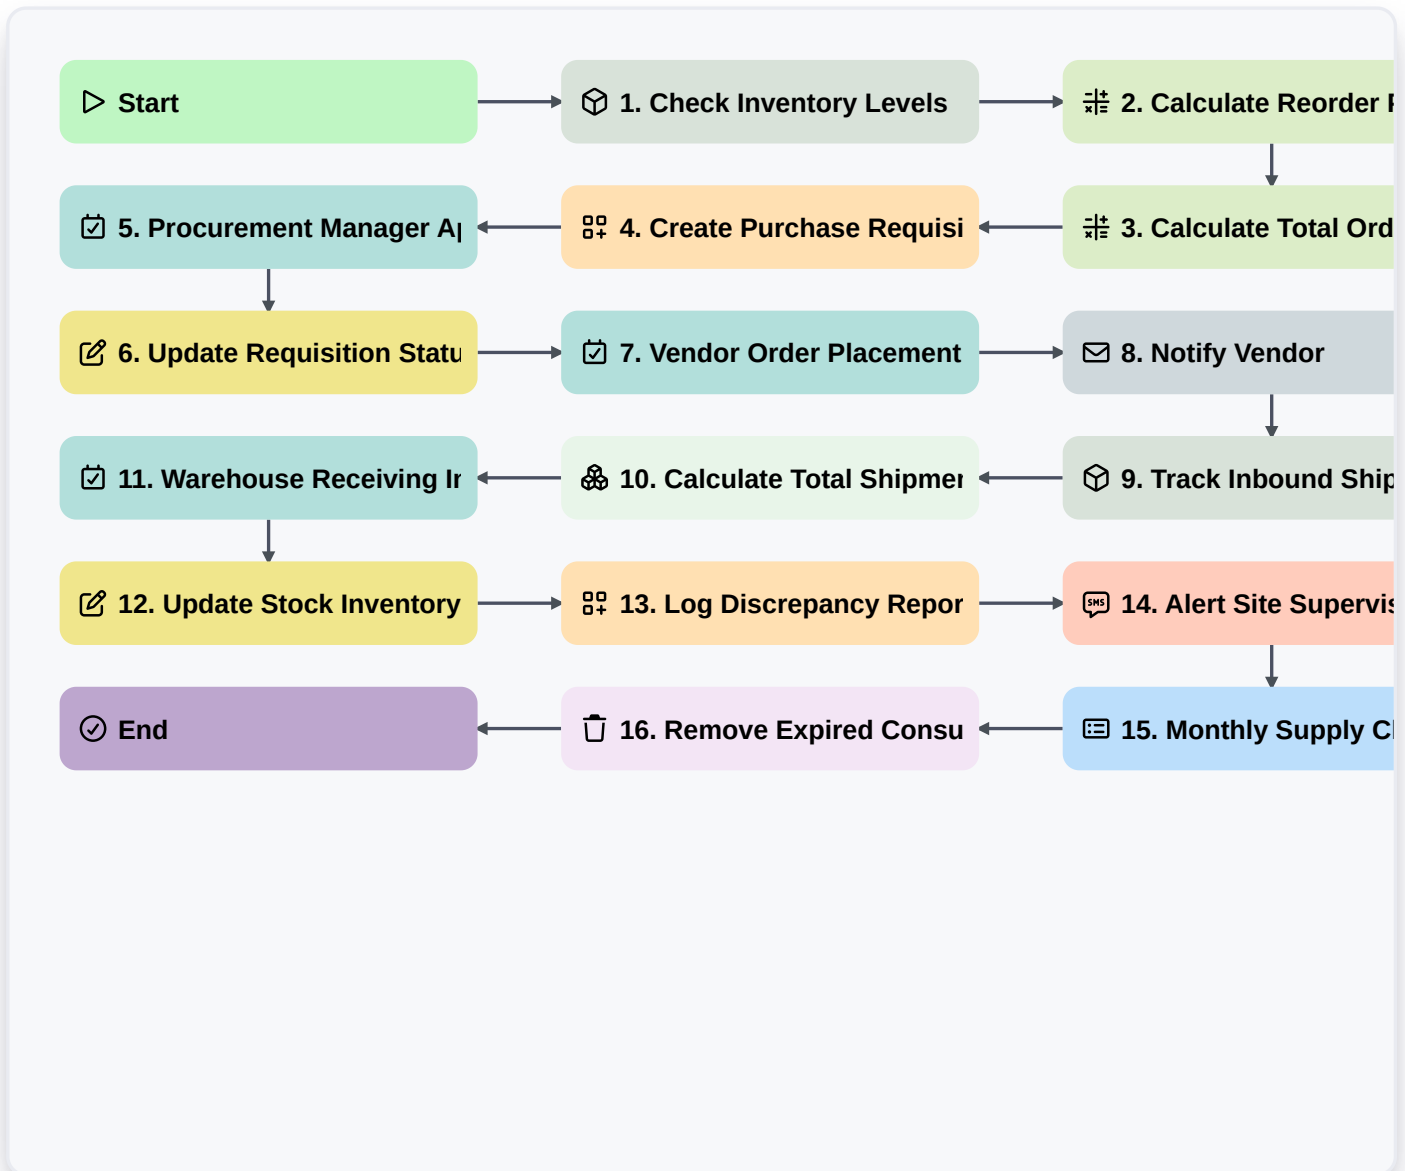 Start
1. Check Inventory Levels
2. Calculate Reorder
5. Procurement Manager
4. Create Purchase Requisi
3. Calculate Total Ord
6. Update Requisition Statu
7. Vendor Order Placement
8. Notify Vendor
11. Warehouse Receiving
10. Calculate Total Shipmen
9. Track Inbound Ship
12. Update Stock Inventory
13. Log Discrepancy Repor
14. Alert Site Supervis
SMS
End
16. Remove Expired Consu
15. Monthly Supply